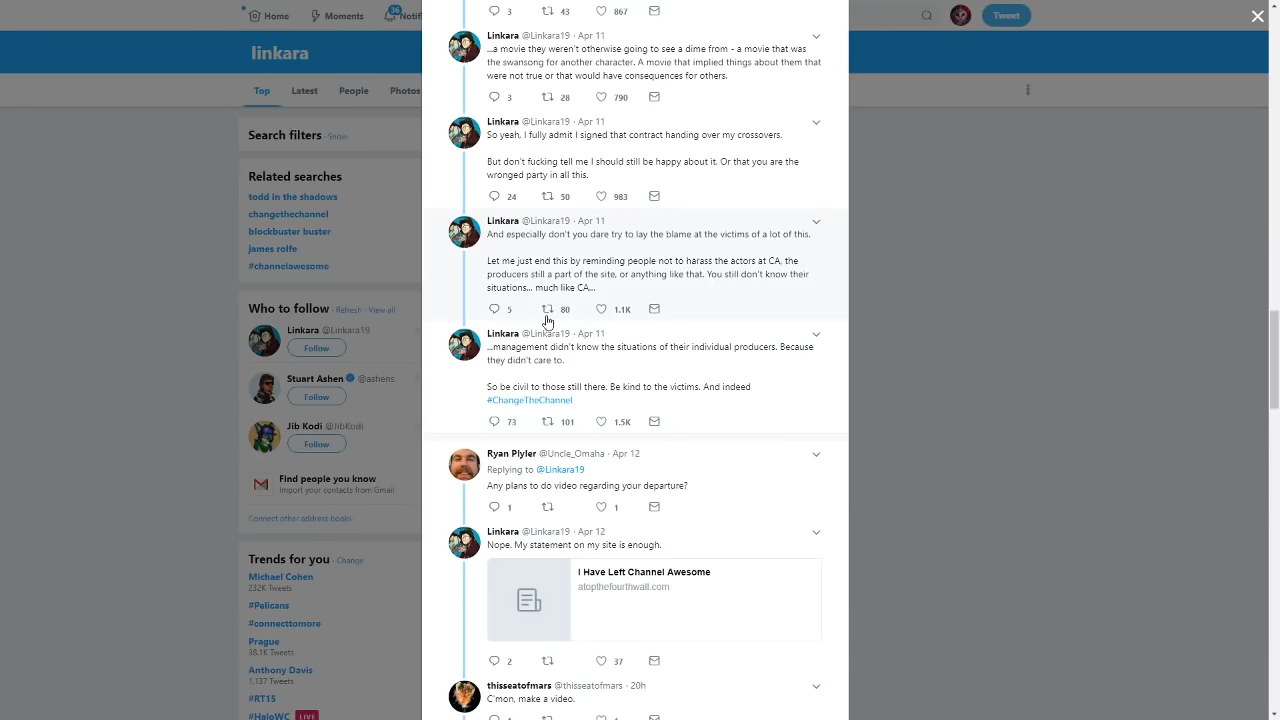 Home
Moments
36
Notif
Tweet
linkara
Top
Latest
People
Photos
Search filters · Show
Related searches
todd in the shadows
changethechannel
blockbuster buster
james rolfe
#channelawesome
Who to follow · Refresh · View all
Linkara @Linkara19
Follow
Stuart Ashen @ashens
Follow
Jib Kodi @JibKodi
Follow
Find people you know
Import your contacts from Gmail
Connect other address books
Trends for you · Change
Michael Cohen
232K Tweets
#Pelicans
#connecttomore
Prague
38.1K Tweets
Anthony Davis
1,137 Tweets
#RT15
#HaloWC LIVE
3 43 867
Linkara @Linkara19 · Apr 11
...a movie they weren't otherwise going to see a dime from - a movie that was
the swansong for another character. A movie that implied things about them that
were not true or that would have consequences for others.
3 28 790
Linkara @Linkara19 · Apr 11
So yeah, I fully admit I signed that contract handing over my crossovers.
But don't fucking tell me I should still be happy about it. Or that you are the
wronged party in all this.
24 50 983
Linkara @Linkara19 · Apr 11
And especially don't you dare try to lay the blame at the victims of a lot of this.
Let me just end this by reminding people not to harass the actors at CA, the
producers still a part of the site, or anything like that. You still don't know their
situations... much like CA...
5 80 1.1K
Linkara @Linkara19 · Apr 11
...management didn't know the situations of their individual producers. Because
they didn't care to.
So be civil to those still there. Be kind to the victims. And indeed
#ChangeTheChannel
73 101 1.5K
Ryan Plyler @Uncle_Omaha · Apr 12
Replying to @Linkara19
Any plans to do video regarding your departure?
1 1
Linkara @Linkara19 · Apr 12
Nope. My statement on my site is enough.
I Have Left Channel Awesome
atopthefourthwall.com
2 37
thisseatofmars @thisseatofmars · 20h
C'mon, make a video.